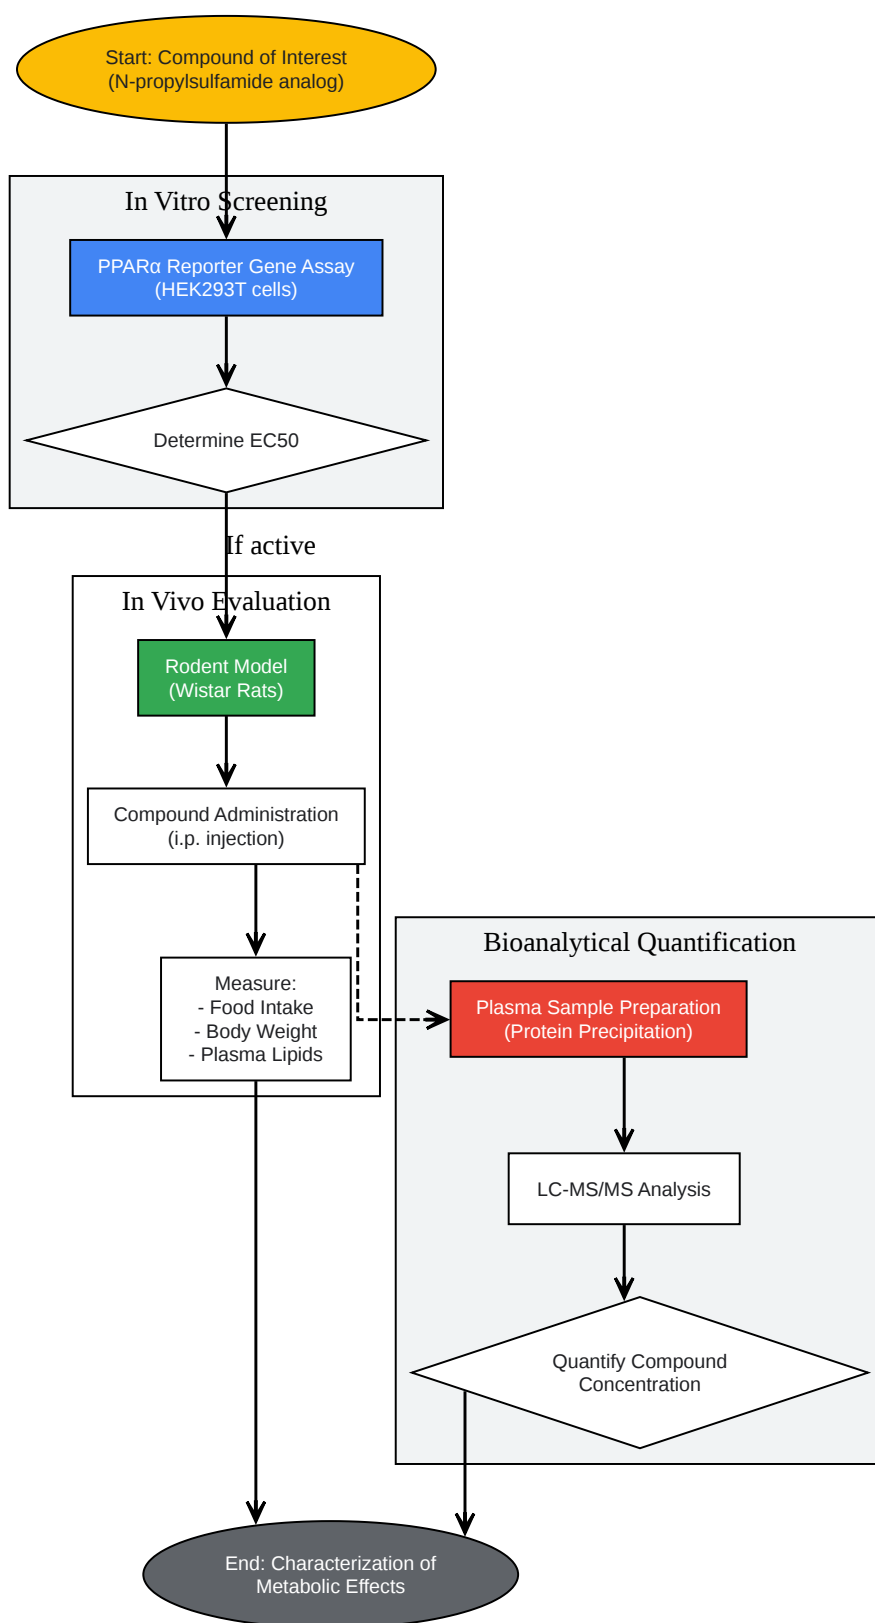 Start: Compound of Interest
(N-propylsulfamide analog)
In Vitro Screening
PPARα Reporter Gene Assay
(HEK293T cells)
Determine EC50
If active
In Vivo Evaluation
Rodent Model
(Wistar Rats)
Compound Administration
(i.p. injection)
Measure:
- Food Intake
- Body Weight
- Plasma Lipids
Bioanalytical Quantification
Plasma Sample Preparation
(Protein Precipitation)
LC-MS/MS Analysis
Quantify Compound
Concentration
End: Characterization of
Metabolic Effects